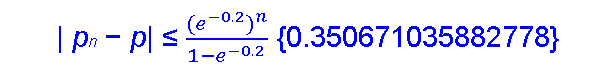 | pₙ − p| ≤ (e^{−0.2})^n / 1−e^{−0.2} {0.350671035882778}